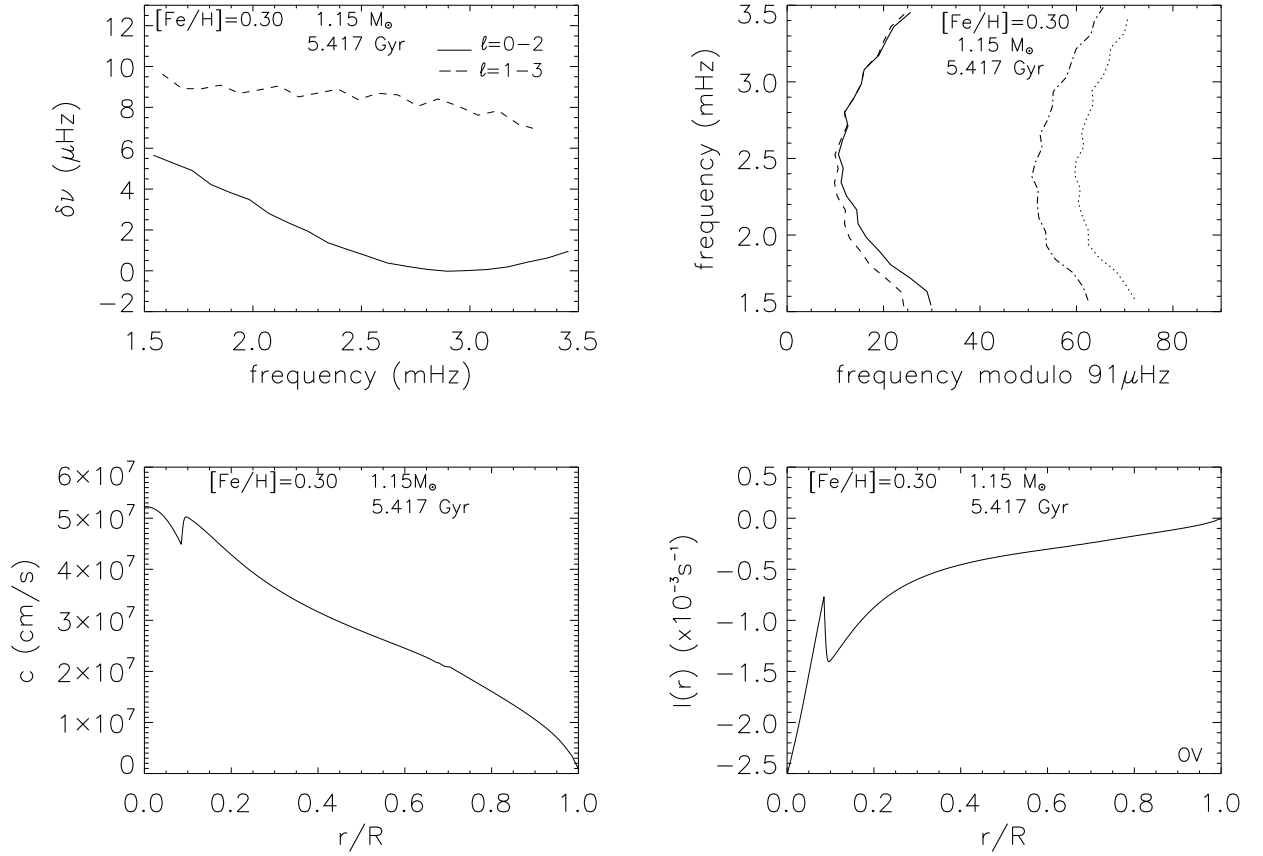 [Fe/H]=0.30 1.15 M⊙
5.417 Gyr
ℓ=0−2
ℓ=1−3
12
10
8
6
4
2
0
−2
δν (μHz)
1.5 2.0 2.5 3.0 3.5
frequency (mHz)
[Fe/H]=0.30
1.15 M⊙
5.417 Gyr
3.5
3.0
2.5
2.0
1.5
frequency (mHz)
0 20 40 60 80
frequency modulo 91μHz
[Fe/H]=0.30 1.15M⊙
5.417 Gyr
6×10⁷
5×10⁷
4×10⁷
3×10⁷
2×10⁷
1×10⁷
0
c (cm/s)
0.0 0.2 0.4 0.6 0.8 1.0
r/R
[Fe/H]=0.30 1.15 M⊙
5.417 Gyr
0.5
0.0
−0.5
−1.0
−1.5
−2.0
−2.5
I(r) (x10⁻³s⁻¹)
OV
0.0 0.2 0.4 0.6 0.8 1.0
r/R